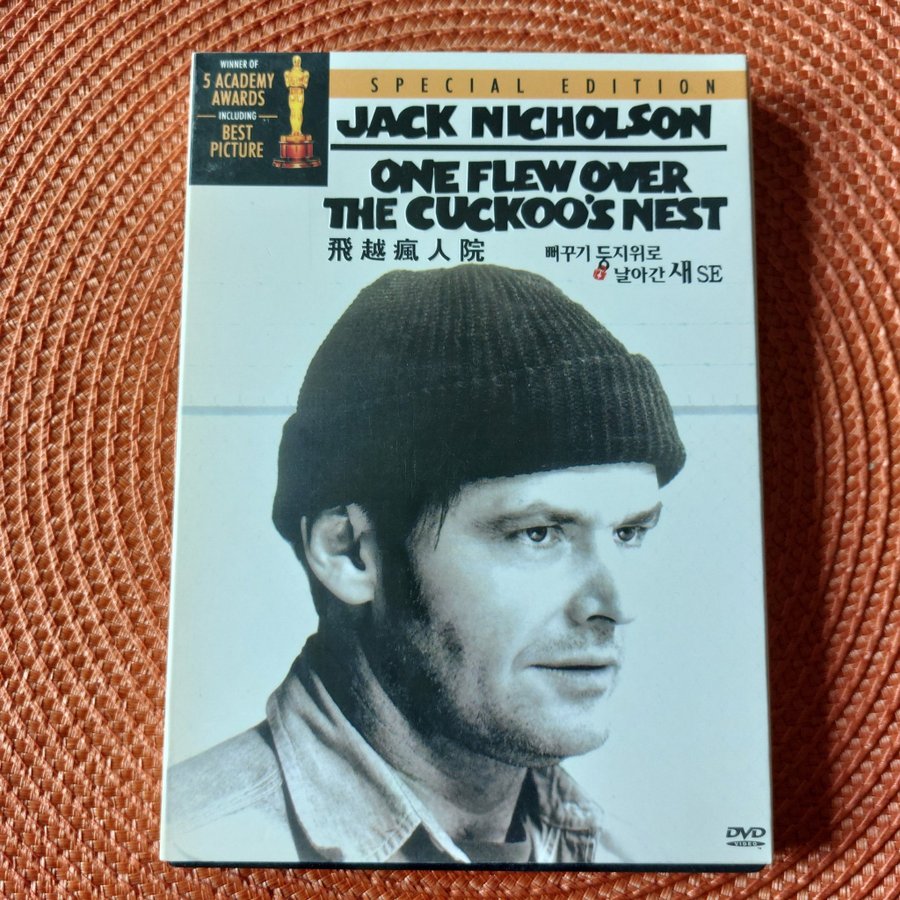 WINNER OF
5 ACADEMY
AWARDS
INCLUDING
BEST
PICTURE
SPECIAL EDITION
JACK NICHOLSON
ONE FLEW OVER
THE CUCKOO'S NEST
飛越瘋人院
뻐꾸기 둥지위로
날아간 새 SE
DVD
VIDEO